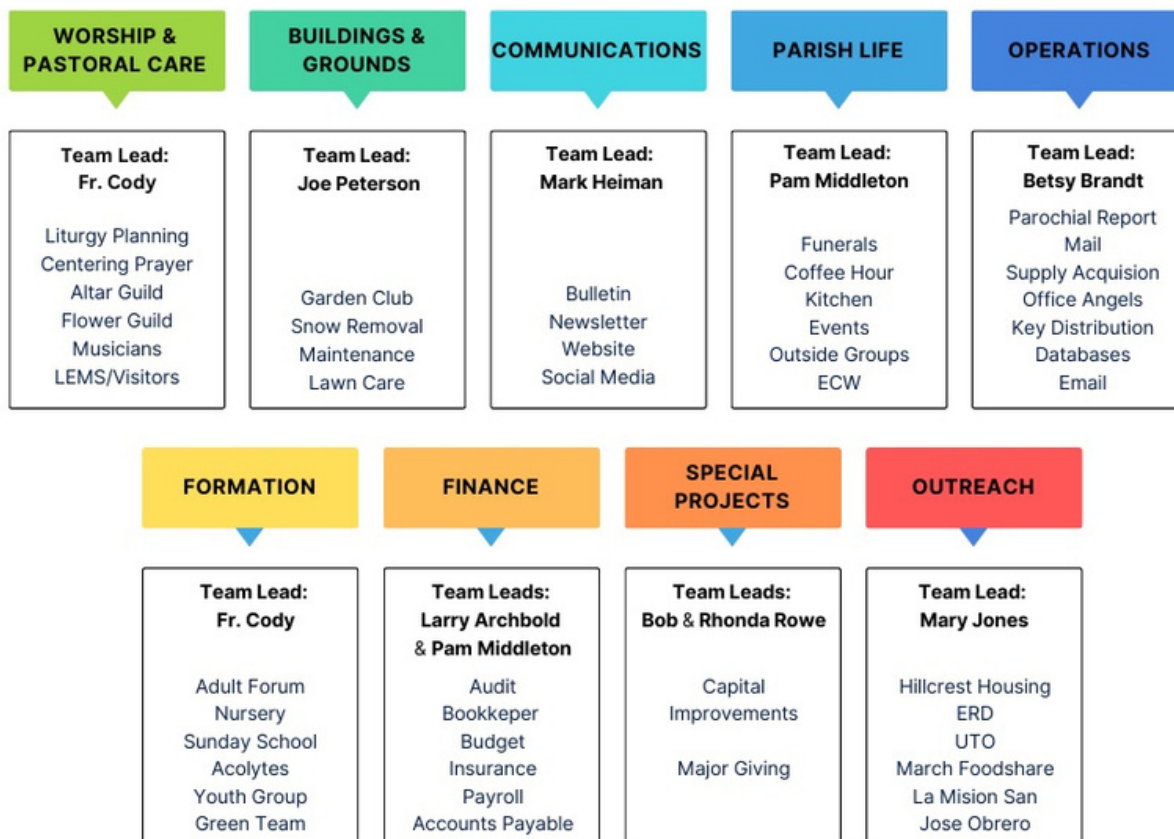 WORSHIP &
PASTORAL CARE
Team Lead:
Fr. Cody
Liturgy Planning
Centering Prayer
Altar Guild
Flower Guild
Musicians
LEMS/Visitors
BUILDINGS &
GROUNDS
Team Lead:
Joe Peterson
Garden Club
Snow Removal
Maintenance
Lawn Care
COMMUNICATIONS
Team Lead:
Mark Heiman
Bulletin
Newsletter
Website
Social Media
PARISH LIFE
Team Lead:
Pam Middleton
Funerals
Coffee Hour
Kitchen
Events
Outside Groups
ECW
OPERATIONS
Team Lead:
Betsy Brandt
Parochial Report
Mail
Supply Acquision
Office Angels
Key Distribution
Databases
Email
FORMATION
Team Lead:
Fr. Cody
Adult Forum
Nursery
Sunday School
Acolytes
Youth Group
Green Team
FINANCE
Team Leads:
Larry Archbold
& Pam Middleton
Audit
Bookkeper
Budget
Insurance
Payroll
Accounts Payable
SPECIAL
PROJECTS
Team Leads:
Bob & Rhonda Rowe
Capital
Improvements
Major Giving
OUTREACH
Team Lead:
Mary Jones
Hillcrest Housing
ERD
UTO
March Foodshare
La Mision San
Jose Obrero